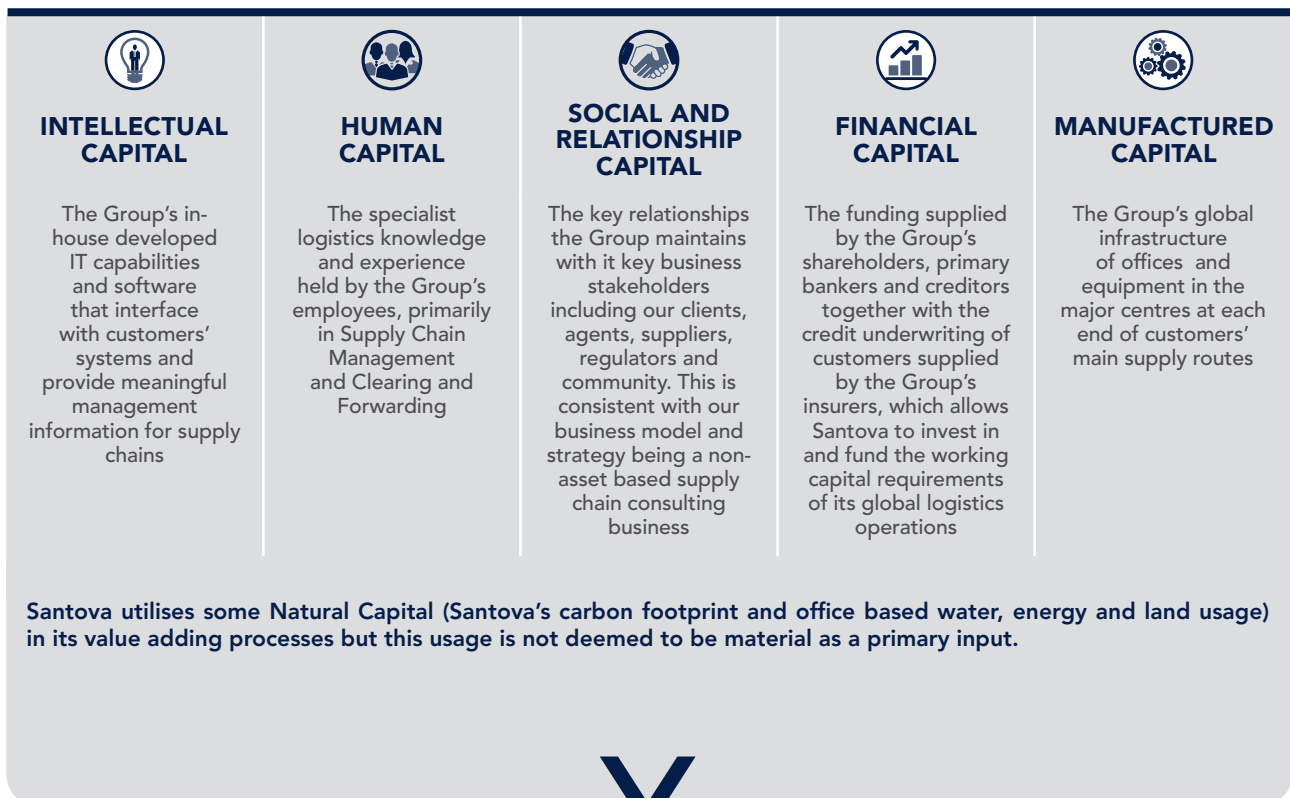 INTELLECTUAL
CAPITAL
The Group's in-
house developed
IT capabilities
and software
that interface
with customers'
systems and
provide meaningful
management
information for supply
chains
HUMAN
CAPITAL
The specialist
logistics knowledge
and experience
held by the Group's
employees, primarily
in Supply Chain
Management
and Clearing and
Forwarding
SOCIAL AND
RELATIONSHIP
CAPITAL
The key relationships
the Group maintains
with it key business
stakeholders
including our clients,
agents, suppliers,
regulators and
community. This is
consistent with our
business model and
strategy being a non-
asset based supply
chain consulting
business
FINANCIAL
CAPITAL
The funding supplied
by the Group's
shareholders, primary
bankers and creditors
together with the
credit underwriting of
customers supplied
by the Group's
insurers, which allows
Santova to invest in
and fund the working
capital requirements
of its global logistics
operations
MANUFACTURED
CAPITAL
The Group's global
infrastructure
of offices and
equipment in the
major centres at each
end of customers'
main supply routes
Santova utilises some Natural Capital (Santova's carbon footprint and office based water, energy and land usage)
in its value adding processes but this usage is not deemed to be material as a primary input.